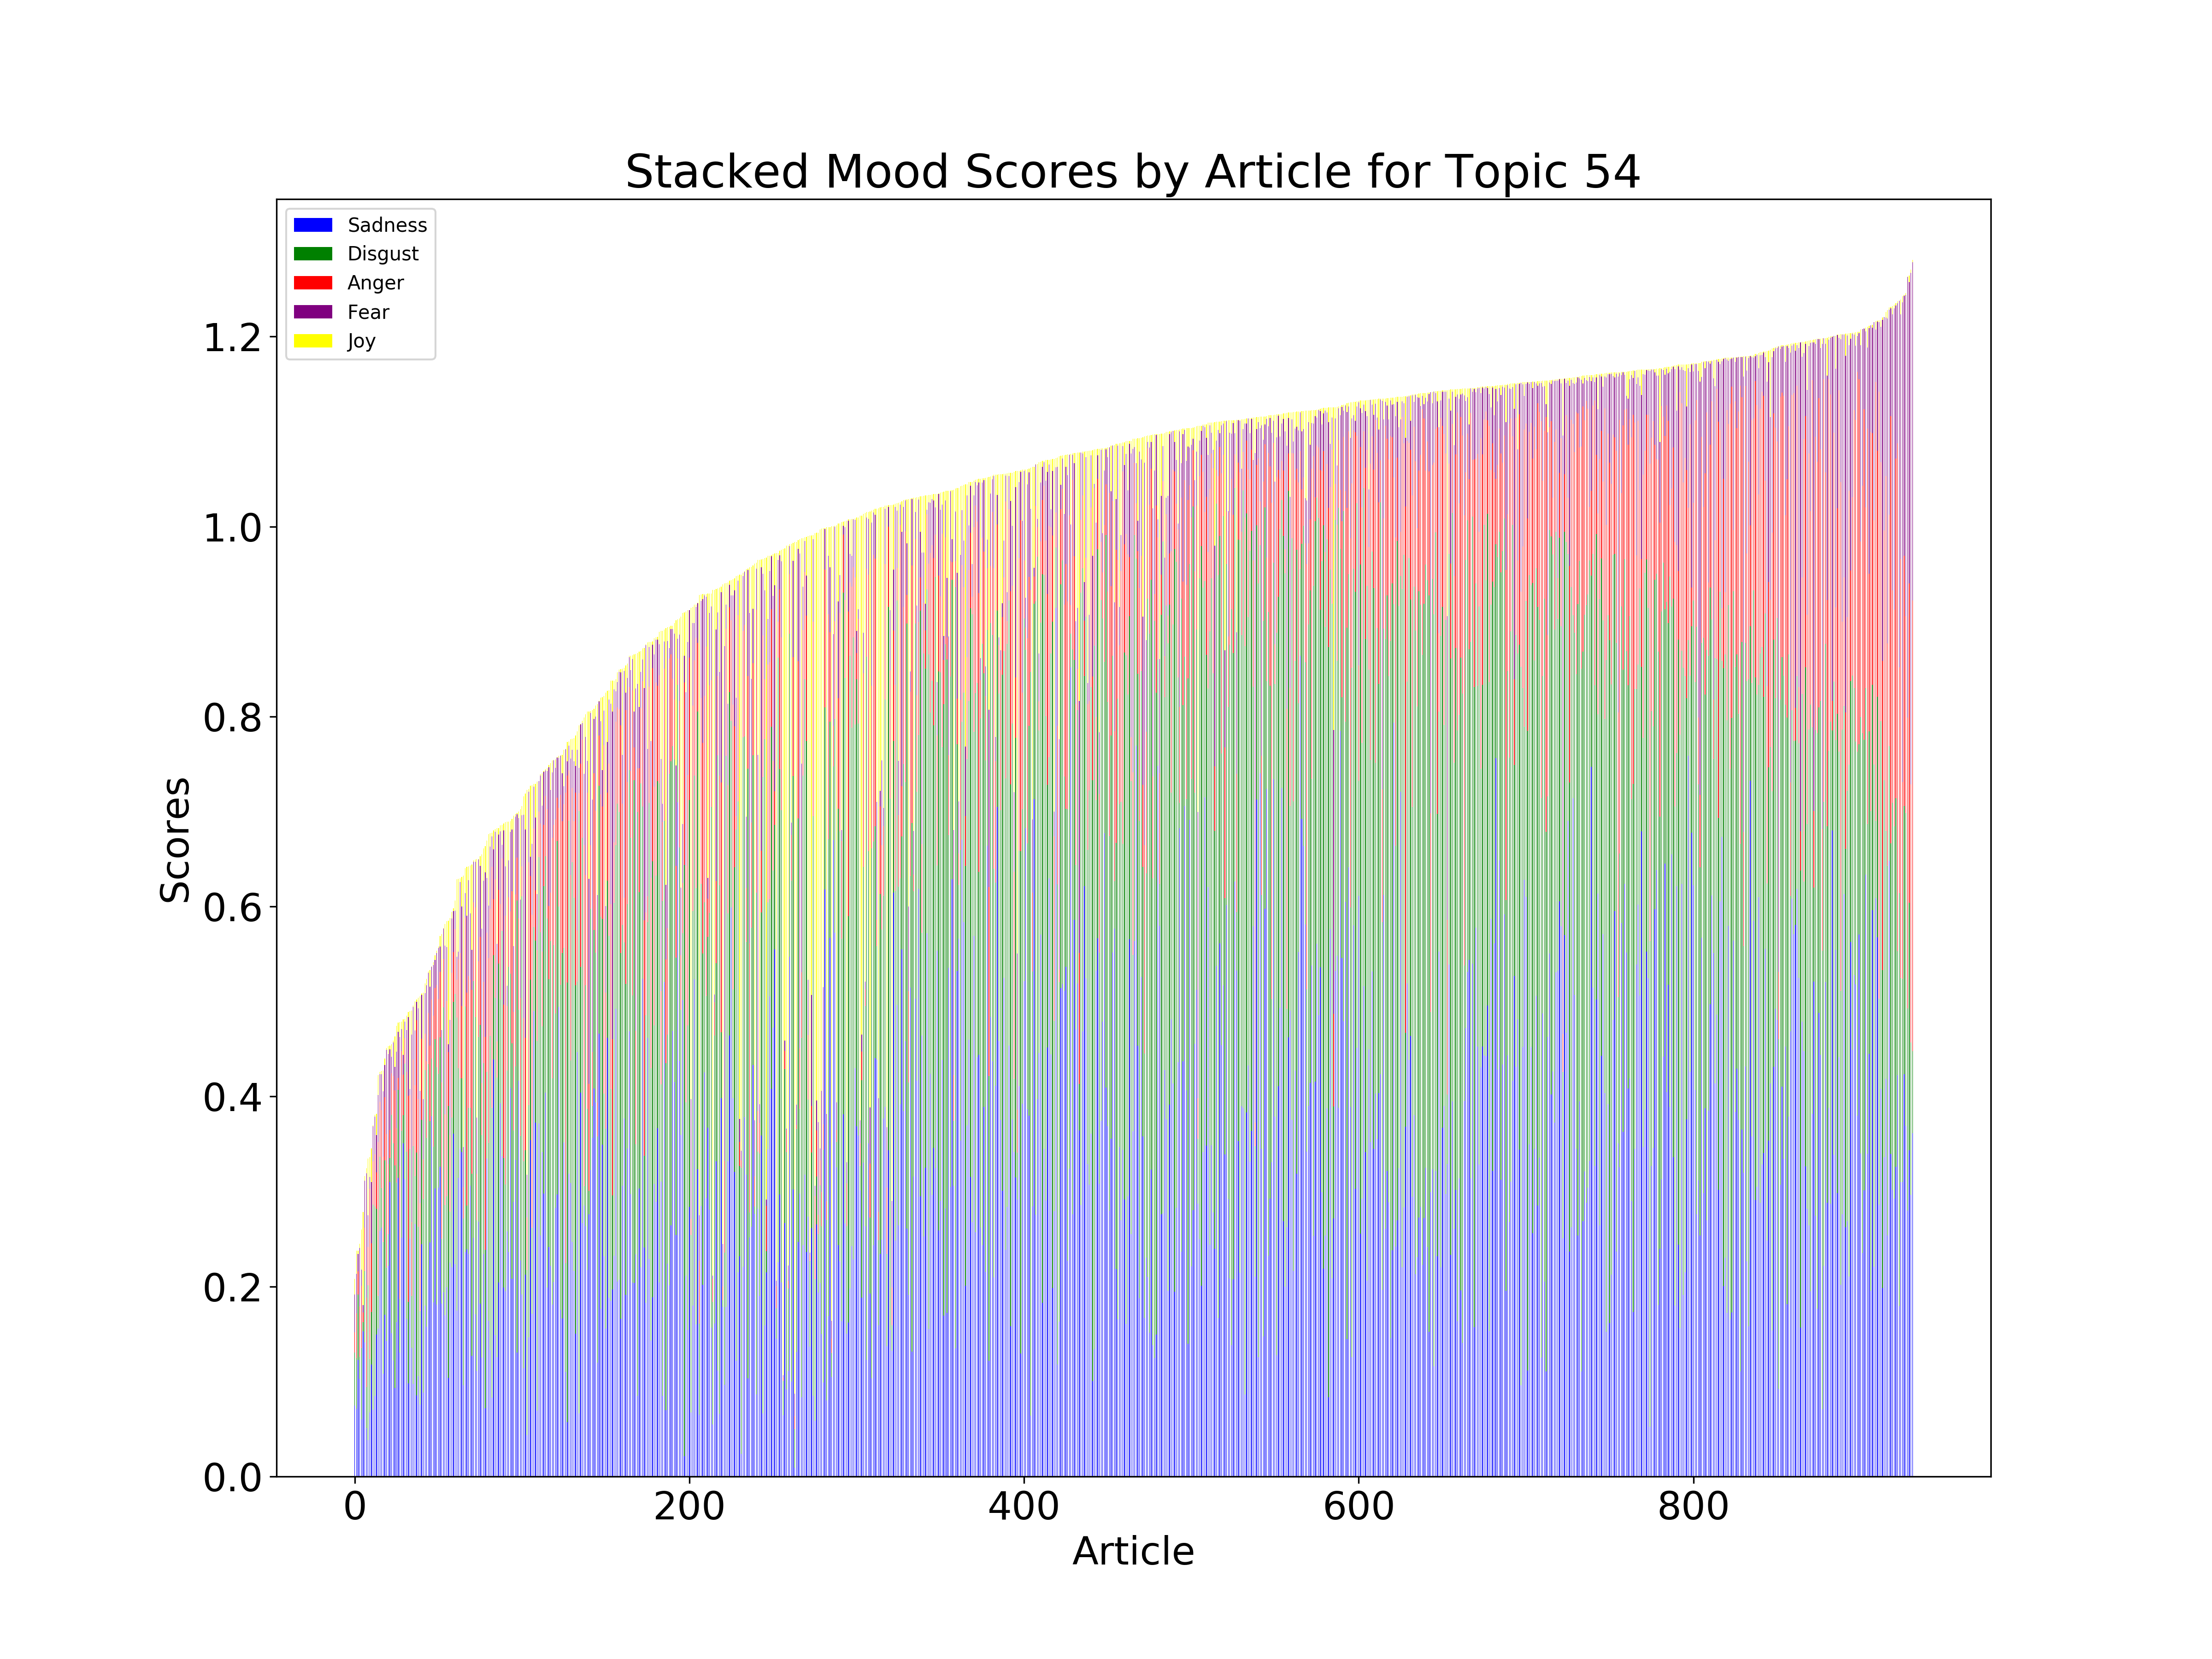 Stacked Mood Scores by Article for Topic 54
Sadness
Disgust
Anger
Fear
Joy
Scores
1.2
1.0
0.8
0.6
0.4
0.2
0.0
0 200 400 600 800
Article